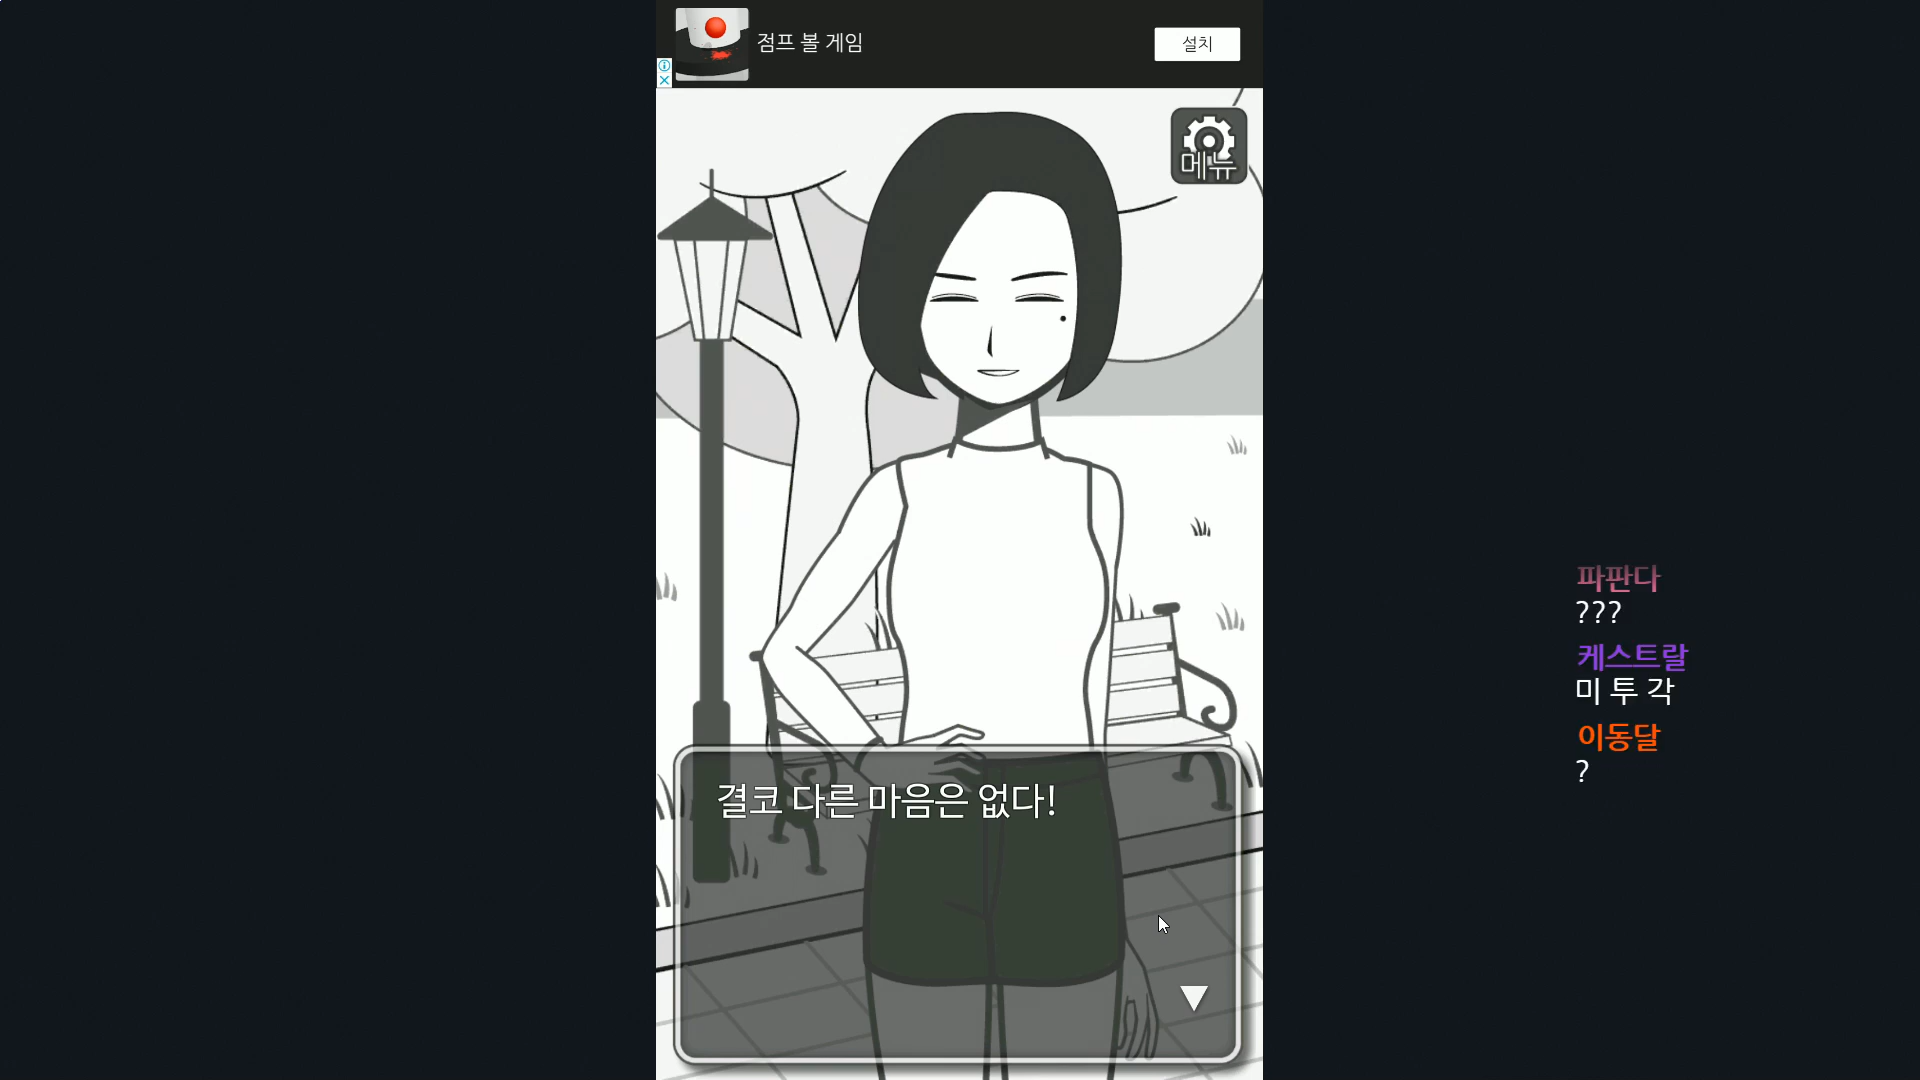 점프 볼 게임
설치
메뉴
결코 다른 마음은 없다!
파판다
???
케스트랄
미 투 각
이동달
?